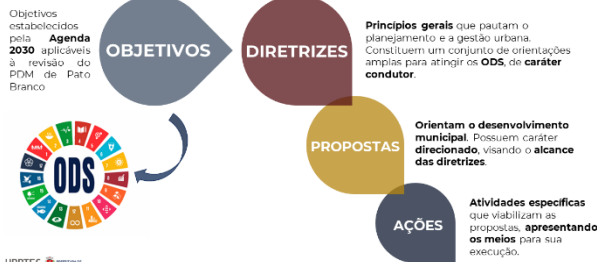 Objetivos
estabelecidos
pela Agenda
2030 aplicáveis
à revisão do
PDM de Pato
Branco
OBJETIVOS
DIRETRIZES
Princípios gerais que pautam o
planejamento e a gestão urbana.
Constituem um conjunto de orientações
amplas para atingir os ODS, de caráter
condutor.
ODS
PROPOSTAS
Orientam o desenvolvimento
municipal. Possuem caráter
direcionado, visando o alcance
das diretrizes.
AÇÕES
Atividades específicas
que viabilizam as
propostas, apresentando
os meios para sua
execução.